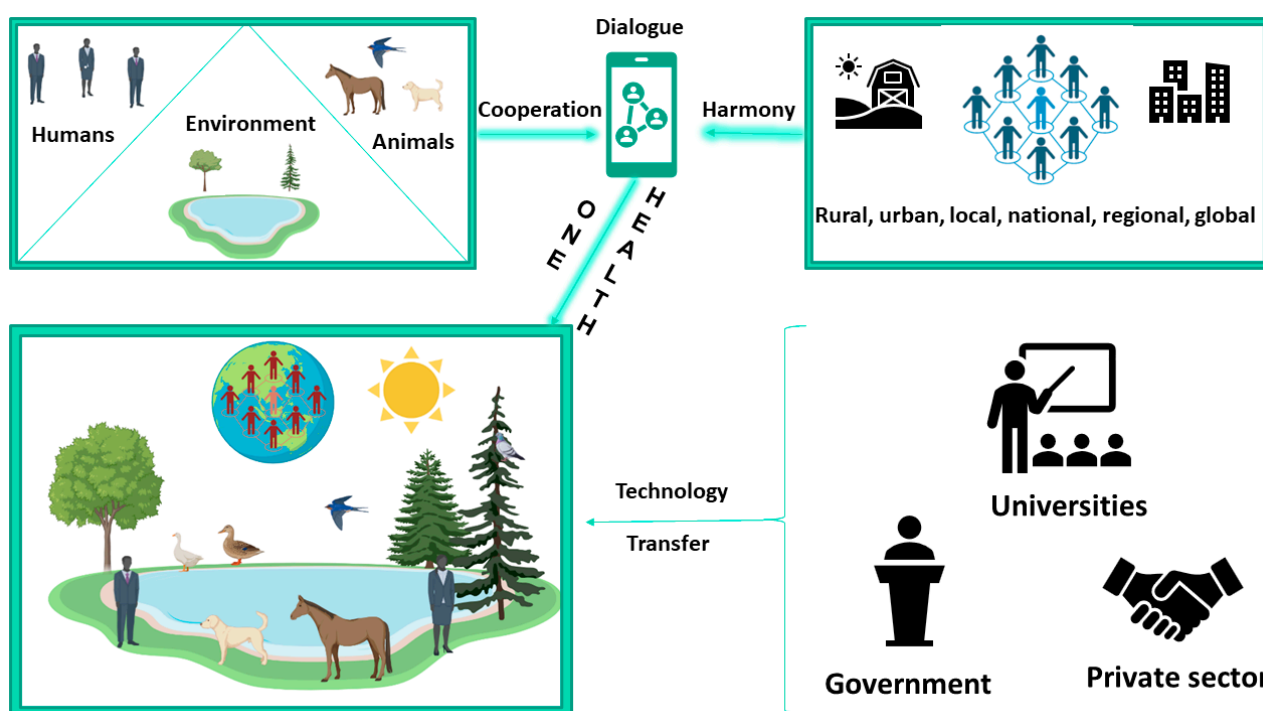 Dialogue
Humans
Environment
Animals
Cooperation
Harmony
Rural, urban, local, national, regional, global
ONE
HEALTH
Technology
Transfer
Universities
Government
Private sector